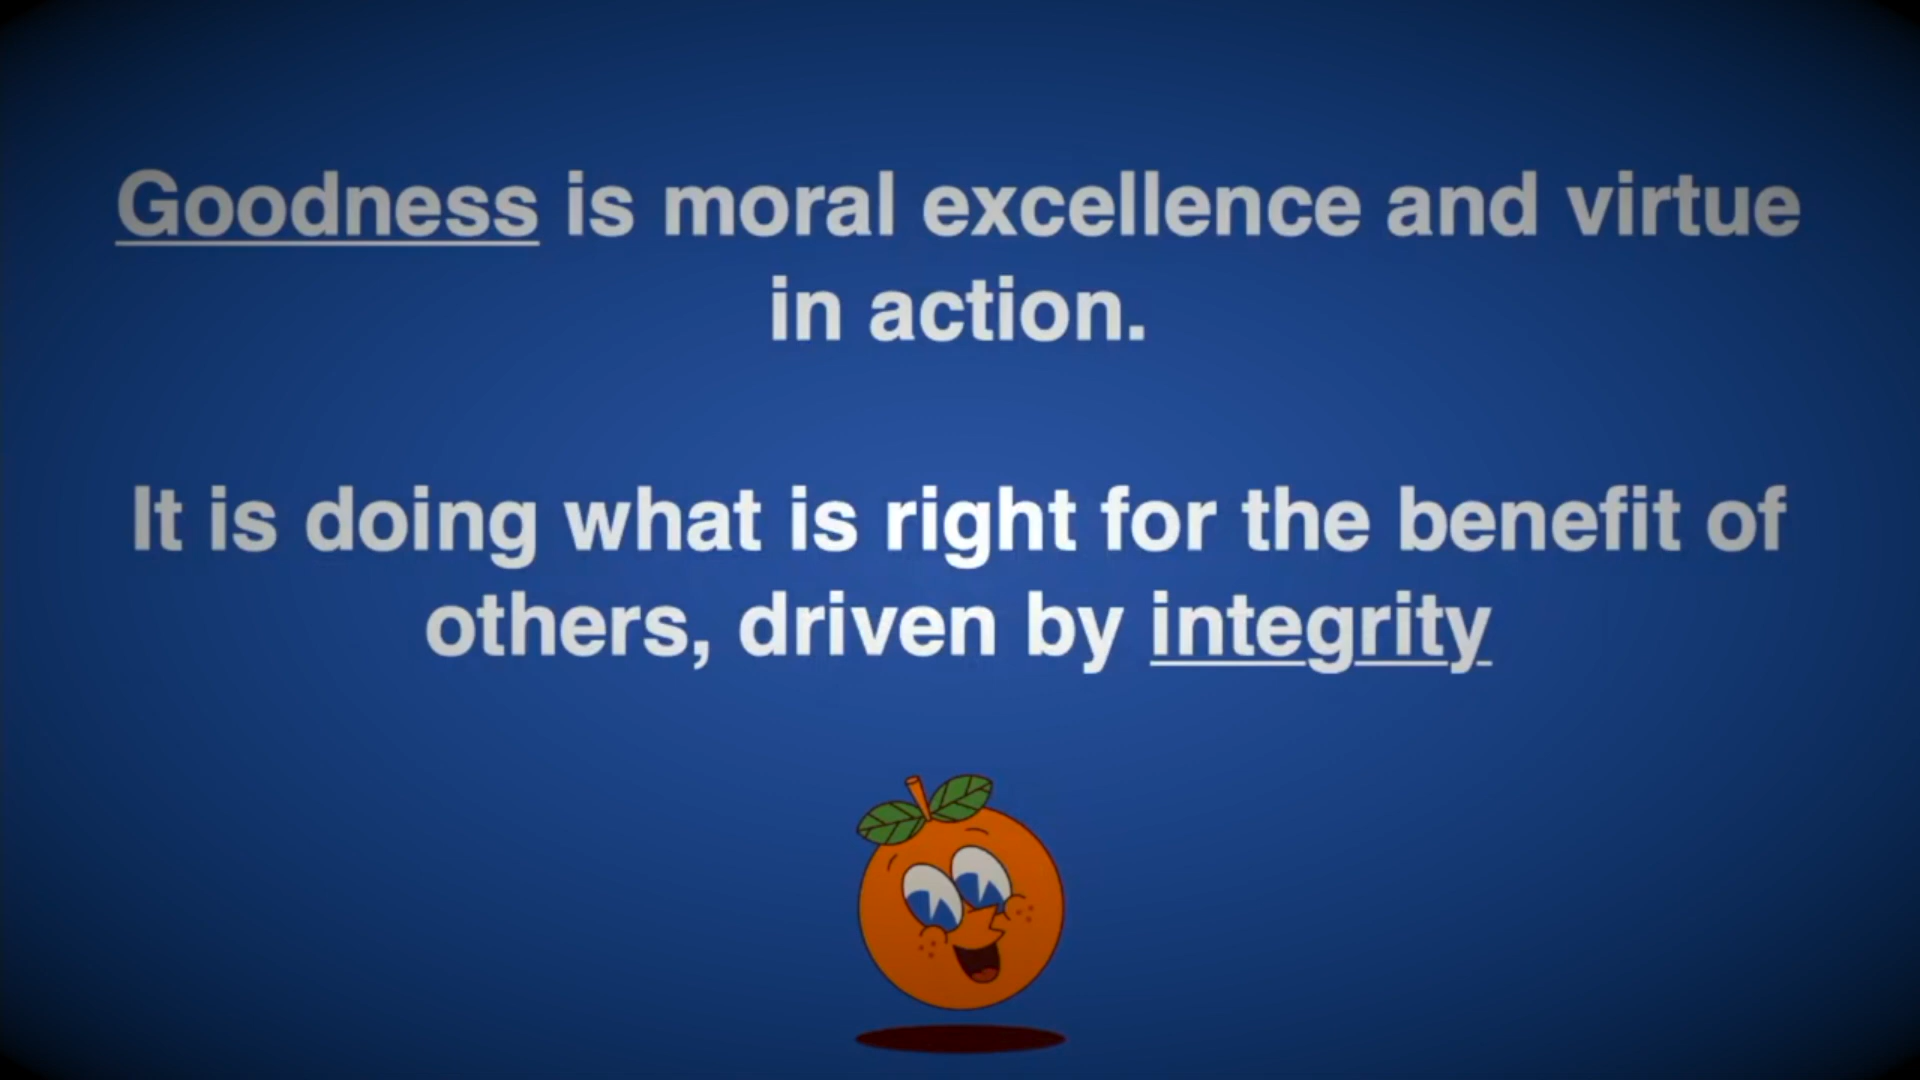 Goodness is moral excellence and virtue
in action.
It is doing what is right for the benefit of
others, driven by integrity